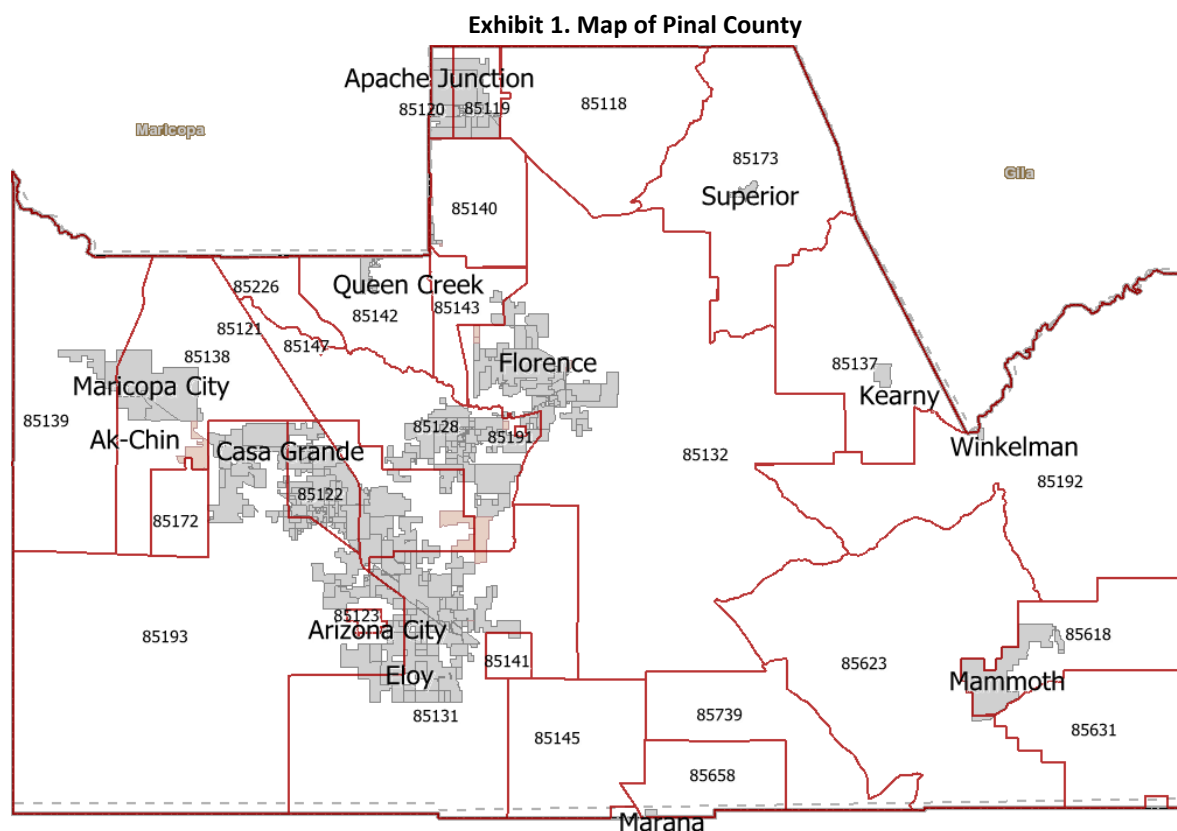 Exhibit 1. Map of Pinal County
Apache Junction
85120
85119
85118
Maricopa
85173
Gila
Superior
85140
85226
Queen Creek
85143
85142
85121
85147
85138
Florence
85137
Maricopa City
Kearny
85139
Ak-Chin
85128
85191
Casa Grande
85132
Winkelman
85122
85192
85172
85123
Arizona City
85193
85141
85618
85623
Eloy
Mammoth
85131
85739
85145
85631
85658
Marana